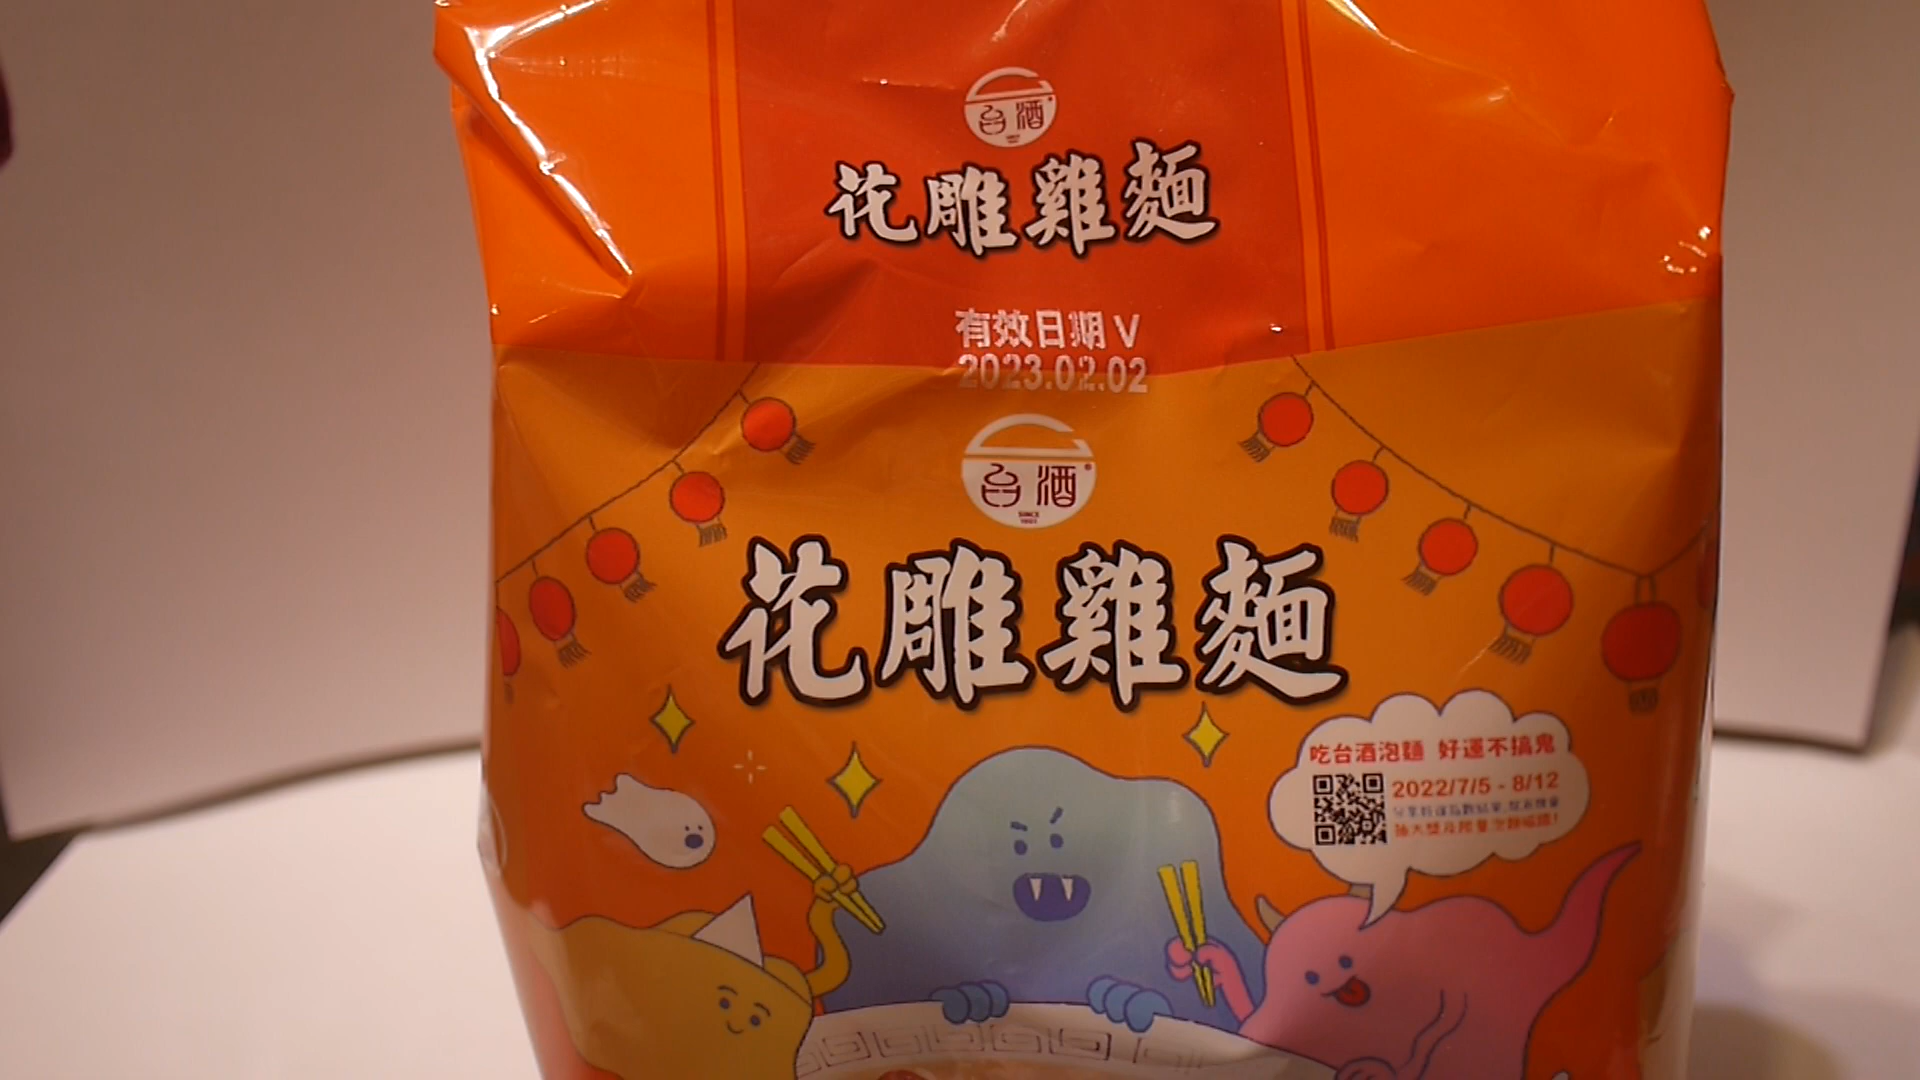 台酒
花雕雞麵
有效日期 V
2023.02.02
台酒
SINCE
花雕雞麵
吃台酒泡麵 好運不搞鬼
2022/7/5 - 8/12